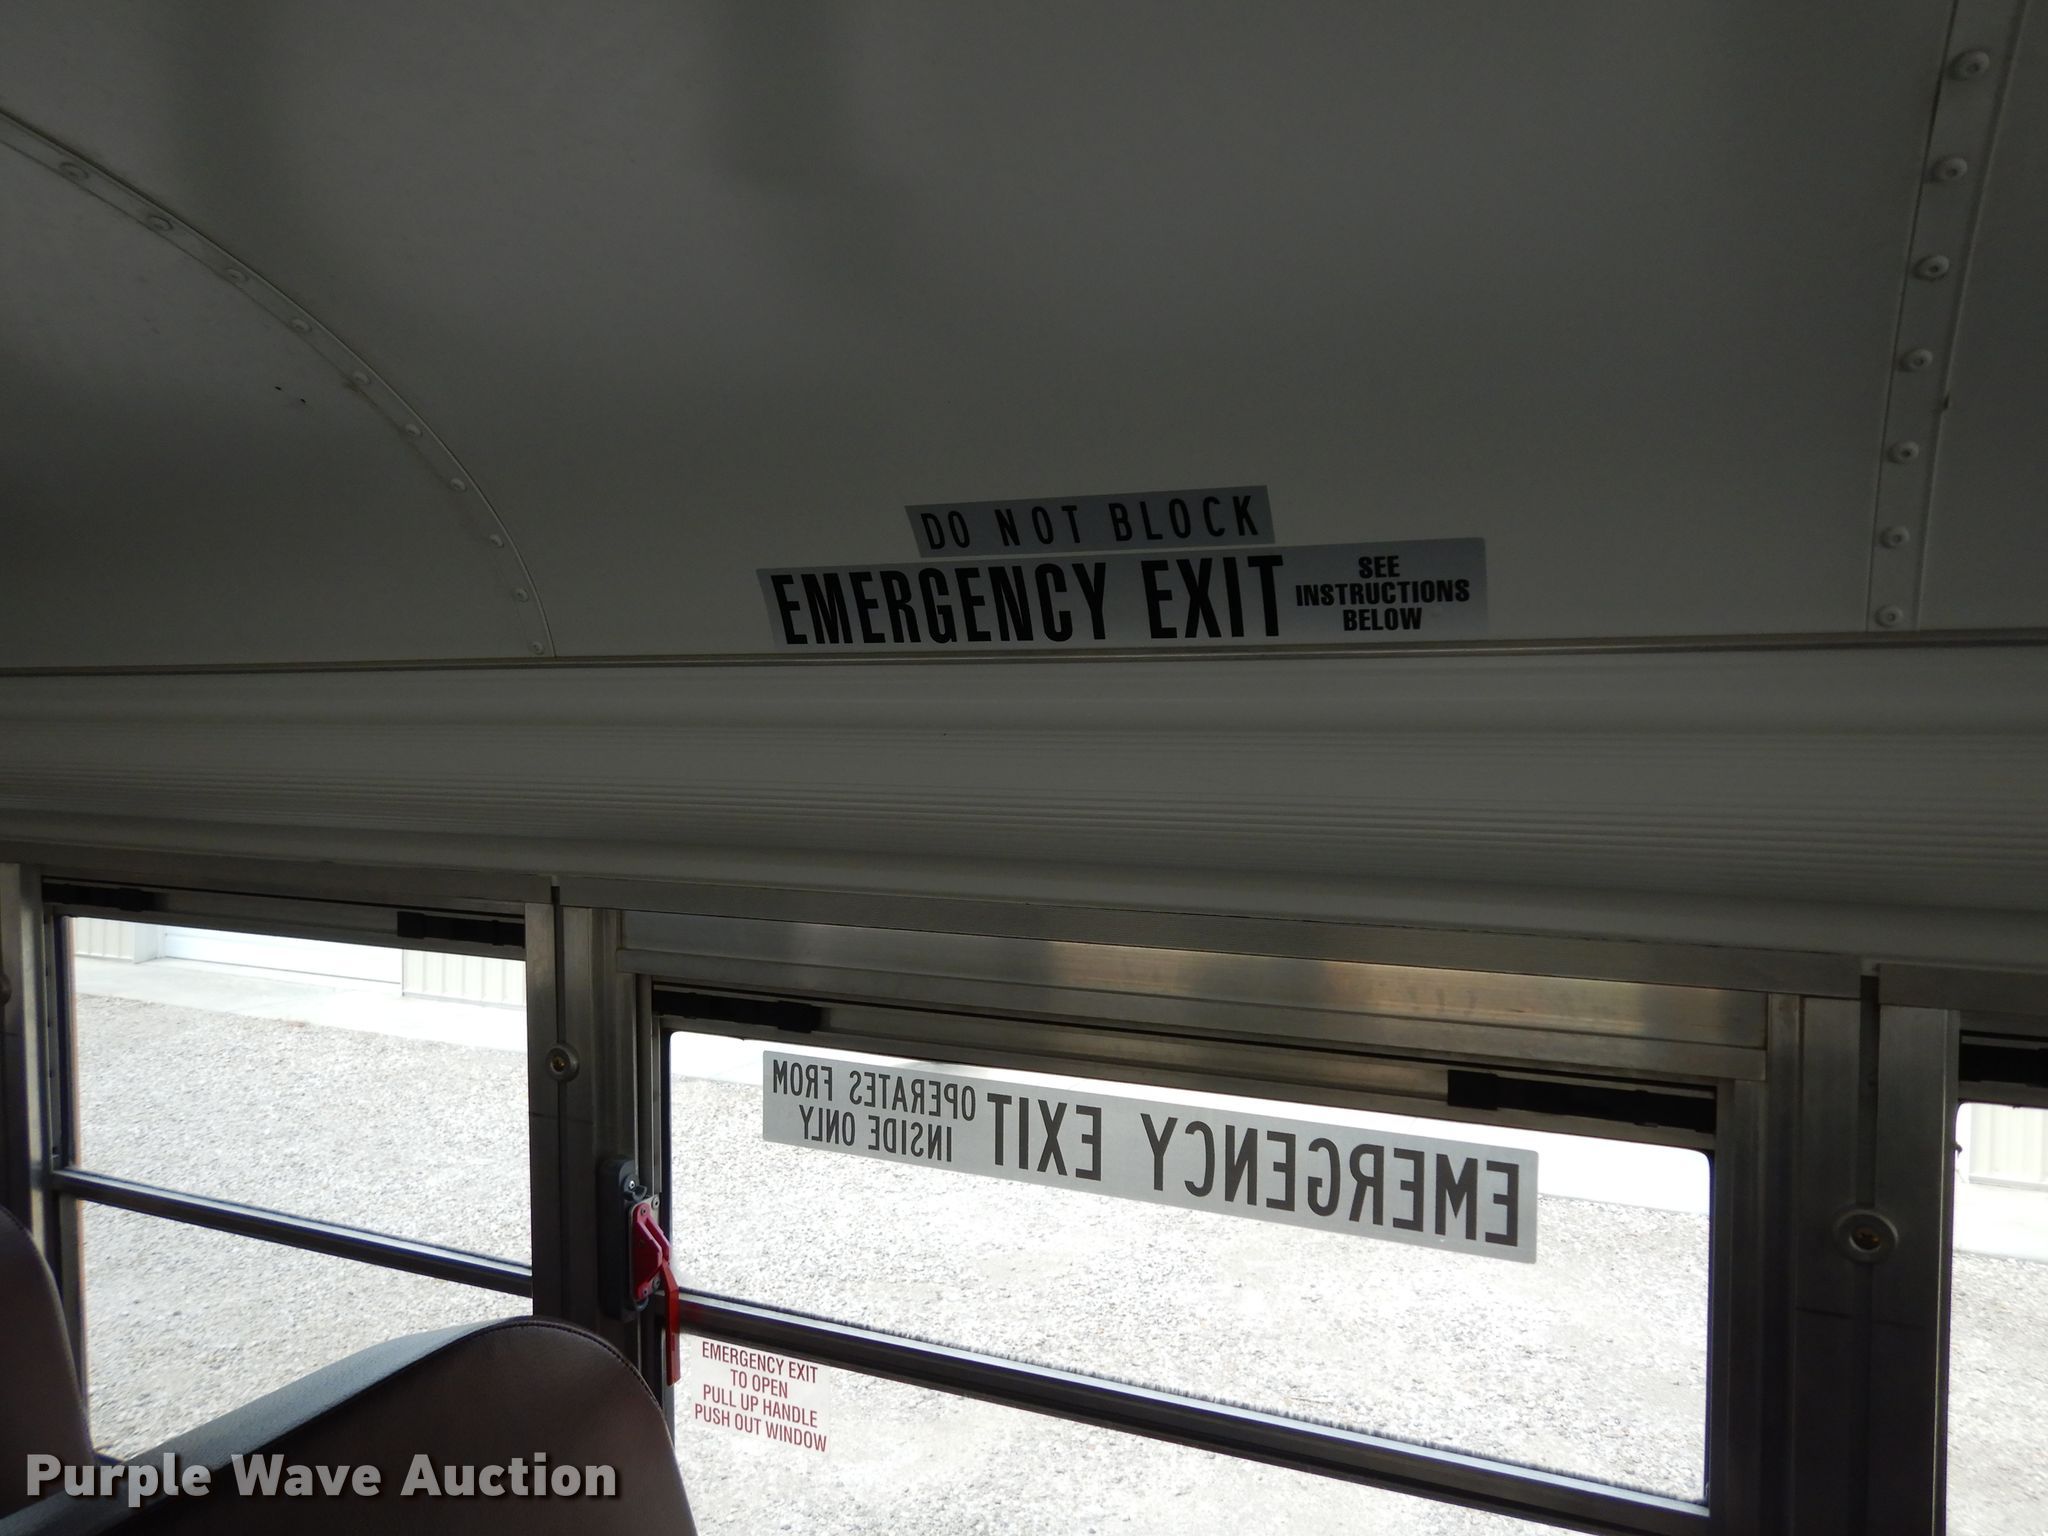 DO NOT BLOCK
EMERGENCY EXIT
SEE
INSTRUCTIONS
BELOW
EMERGENCY EXIT
OPERATES FROM
INSIDE ONLY
EMERGENCY EXIT
TO OPEN
PULL UP HANDLE
PUSH OUT WINDOW
Purple Wave Auction